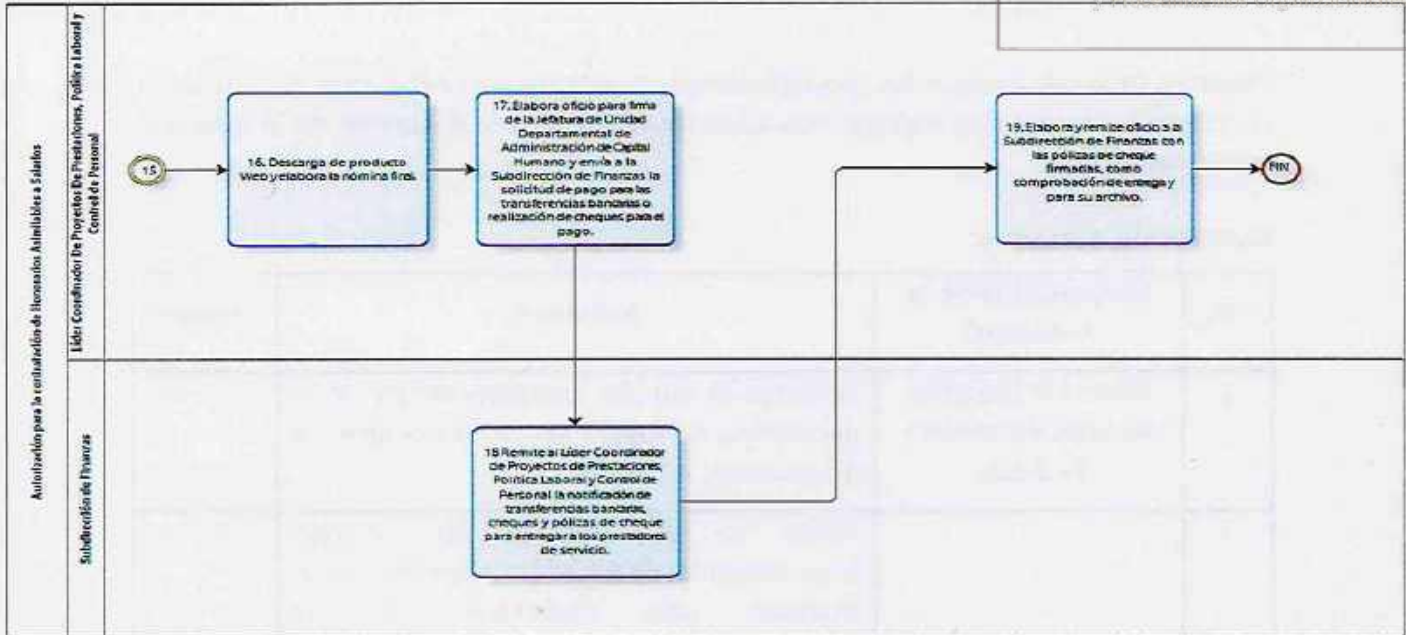 Autorización para la contratación de Honorarios Asimilables a Salarios
Líder Coordinador De Proyectos De Prestaciones, Política Laboral y
Control de Personal
15
16. Descarga de producto
Web y elabora la nómina final.
17. Elabora oficio para firma
de la Jefatura de Unidad
Departamental de
Administración de Capital
Humano y envía a la
Subdirección de Finanzas la
solicitud de pago para las
transferencias bancarias o
realización de cheques para el
pago.
19. Elabora y remite oficio a la
Subdirección de Finanzas con
las pólizas de cheque
firmadas, como
comprobación de entrega y
para su archivo.
FIN
Subdirección de Finanzas
18 Remite al Líder Coordinador
de Proyectos de Prestaciones,
Política Laboral y Control de
Personal la notificación de
transferencias bancarias,
cheques y pólizas de cheque
para entregar a los prestadores
de servicio.